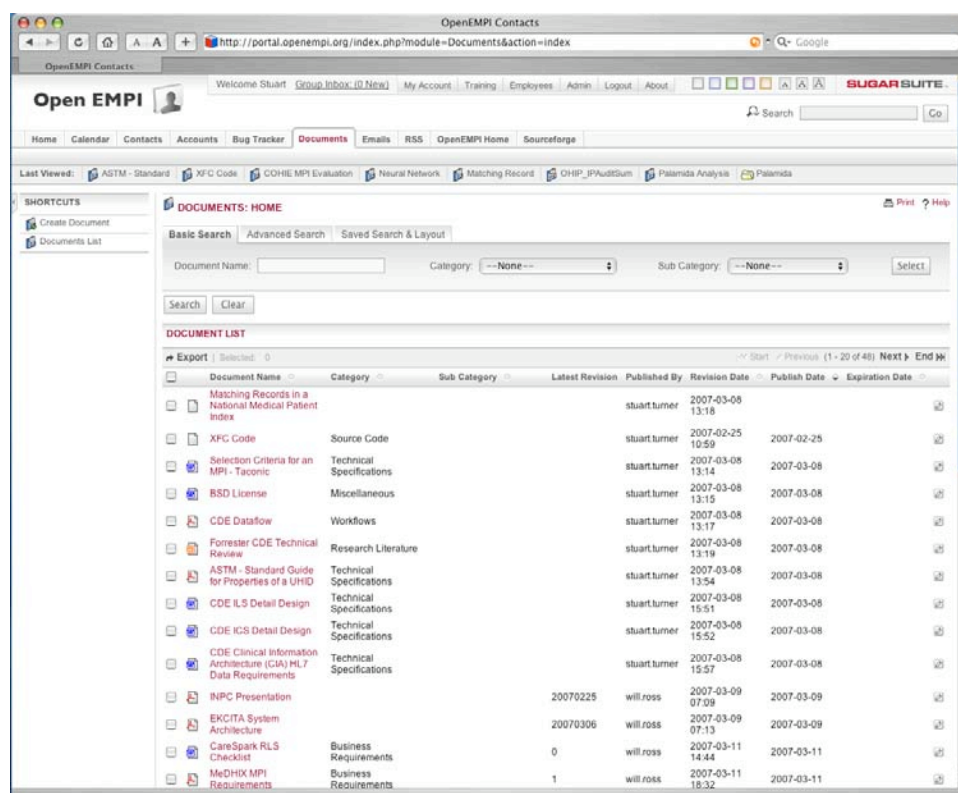 OpenEMPI Contacts
A A + http://portal.openempi.org/index.php?module=Documents&action=index Q- Google
OpenEMPI Contacts
Welcome Stuart Group Inbox: (0 New) My Account Training Employees Admin Logout About A A A SUGARSUITE
Open EMPI
Search Go
Home Calendar Contacts Accounts Bug Tracker Documents Emails RSS OpenEMPI Home Sourceforge
Last Viewed: ASTM - Standard XFC Code COHIE MPI Evaluation Neural Network Matching Record OHIP_IPAuditSum Palamida Analysis Palamida
SHORTCUTS
Create Document
Documents List
DOCUMENTS: HOME Print ? Help
Basic Search Advanced Search Saved Search & Layout
Document Name: Category: --None-- Sub Category: --None-- Select
Search Clear
DOCUMENT LIST
Export | Selected: 0 Start Previous (1 - 20 of 48) Next End
Document Name Category Sub Category Latest Revision Published By Revision Date Publish Date Expiration Date
Matching Records in a National Medical Patient Index stuart.turner 2007-03-08 13:18
XFC Code Source Code stuart.turner 2007-02-25 10:59 2007-02-25
Selection Criteria for an MPI - Taconic Technical Specifications stuart.turner 2007-03-08 13:14 2007-03-08
BSD License Miscellaneous stuart.turner 2007-03-08 13:15 2007-03-08
CDE Dataflow Workflows stuart.turner 2007-03-08 13:17 2007-03-08
Forrester CDE Technical Review Research Literature stuart.turner 2007-03-08 13:19 2007-03-08
ASTM - Standard Guide for Properties of a UHID Technical Specifications stuart.turner 2007-03-08 13:54 2007-03-08
CDE ILS Detail Design Technical Specifications stuart.turner 2007-03-08 15:51 2007-03-08
CDE ICS Detail Design Technical Specifications stuart.turner 2007-03-08 15:52 2007-03-08
CDE Clinical Information Architecture (CIA) HL7 Data Requirements Technical Specifications stuart.turner 2007-03-08 15:57 2007-03-08
INPC Presentation 20070225 will.ross 2007-03-09 07:09 2007-03-09
EKCITA System Architecture 20070306 will.ross 2007-03-09 07:13 2007-03-09
CareSpark RLS Checklist Business Requirements 0 will.ross 2007-03-11 14:44 2007-03-11
MeDHIX MPI Requirements Business Requirements 1 will.ross 2007-03-11 18:32 2007-03-11